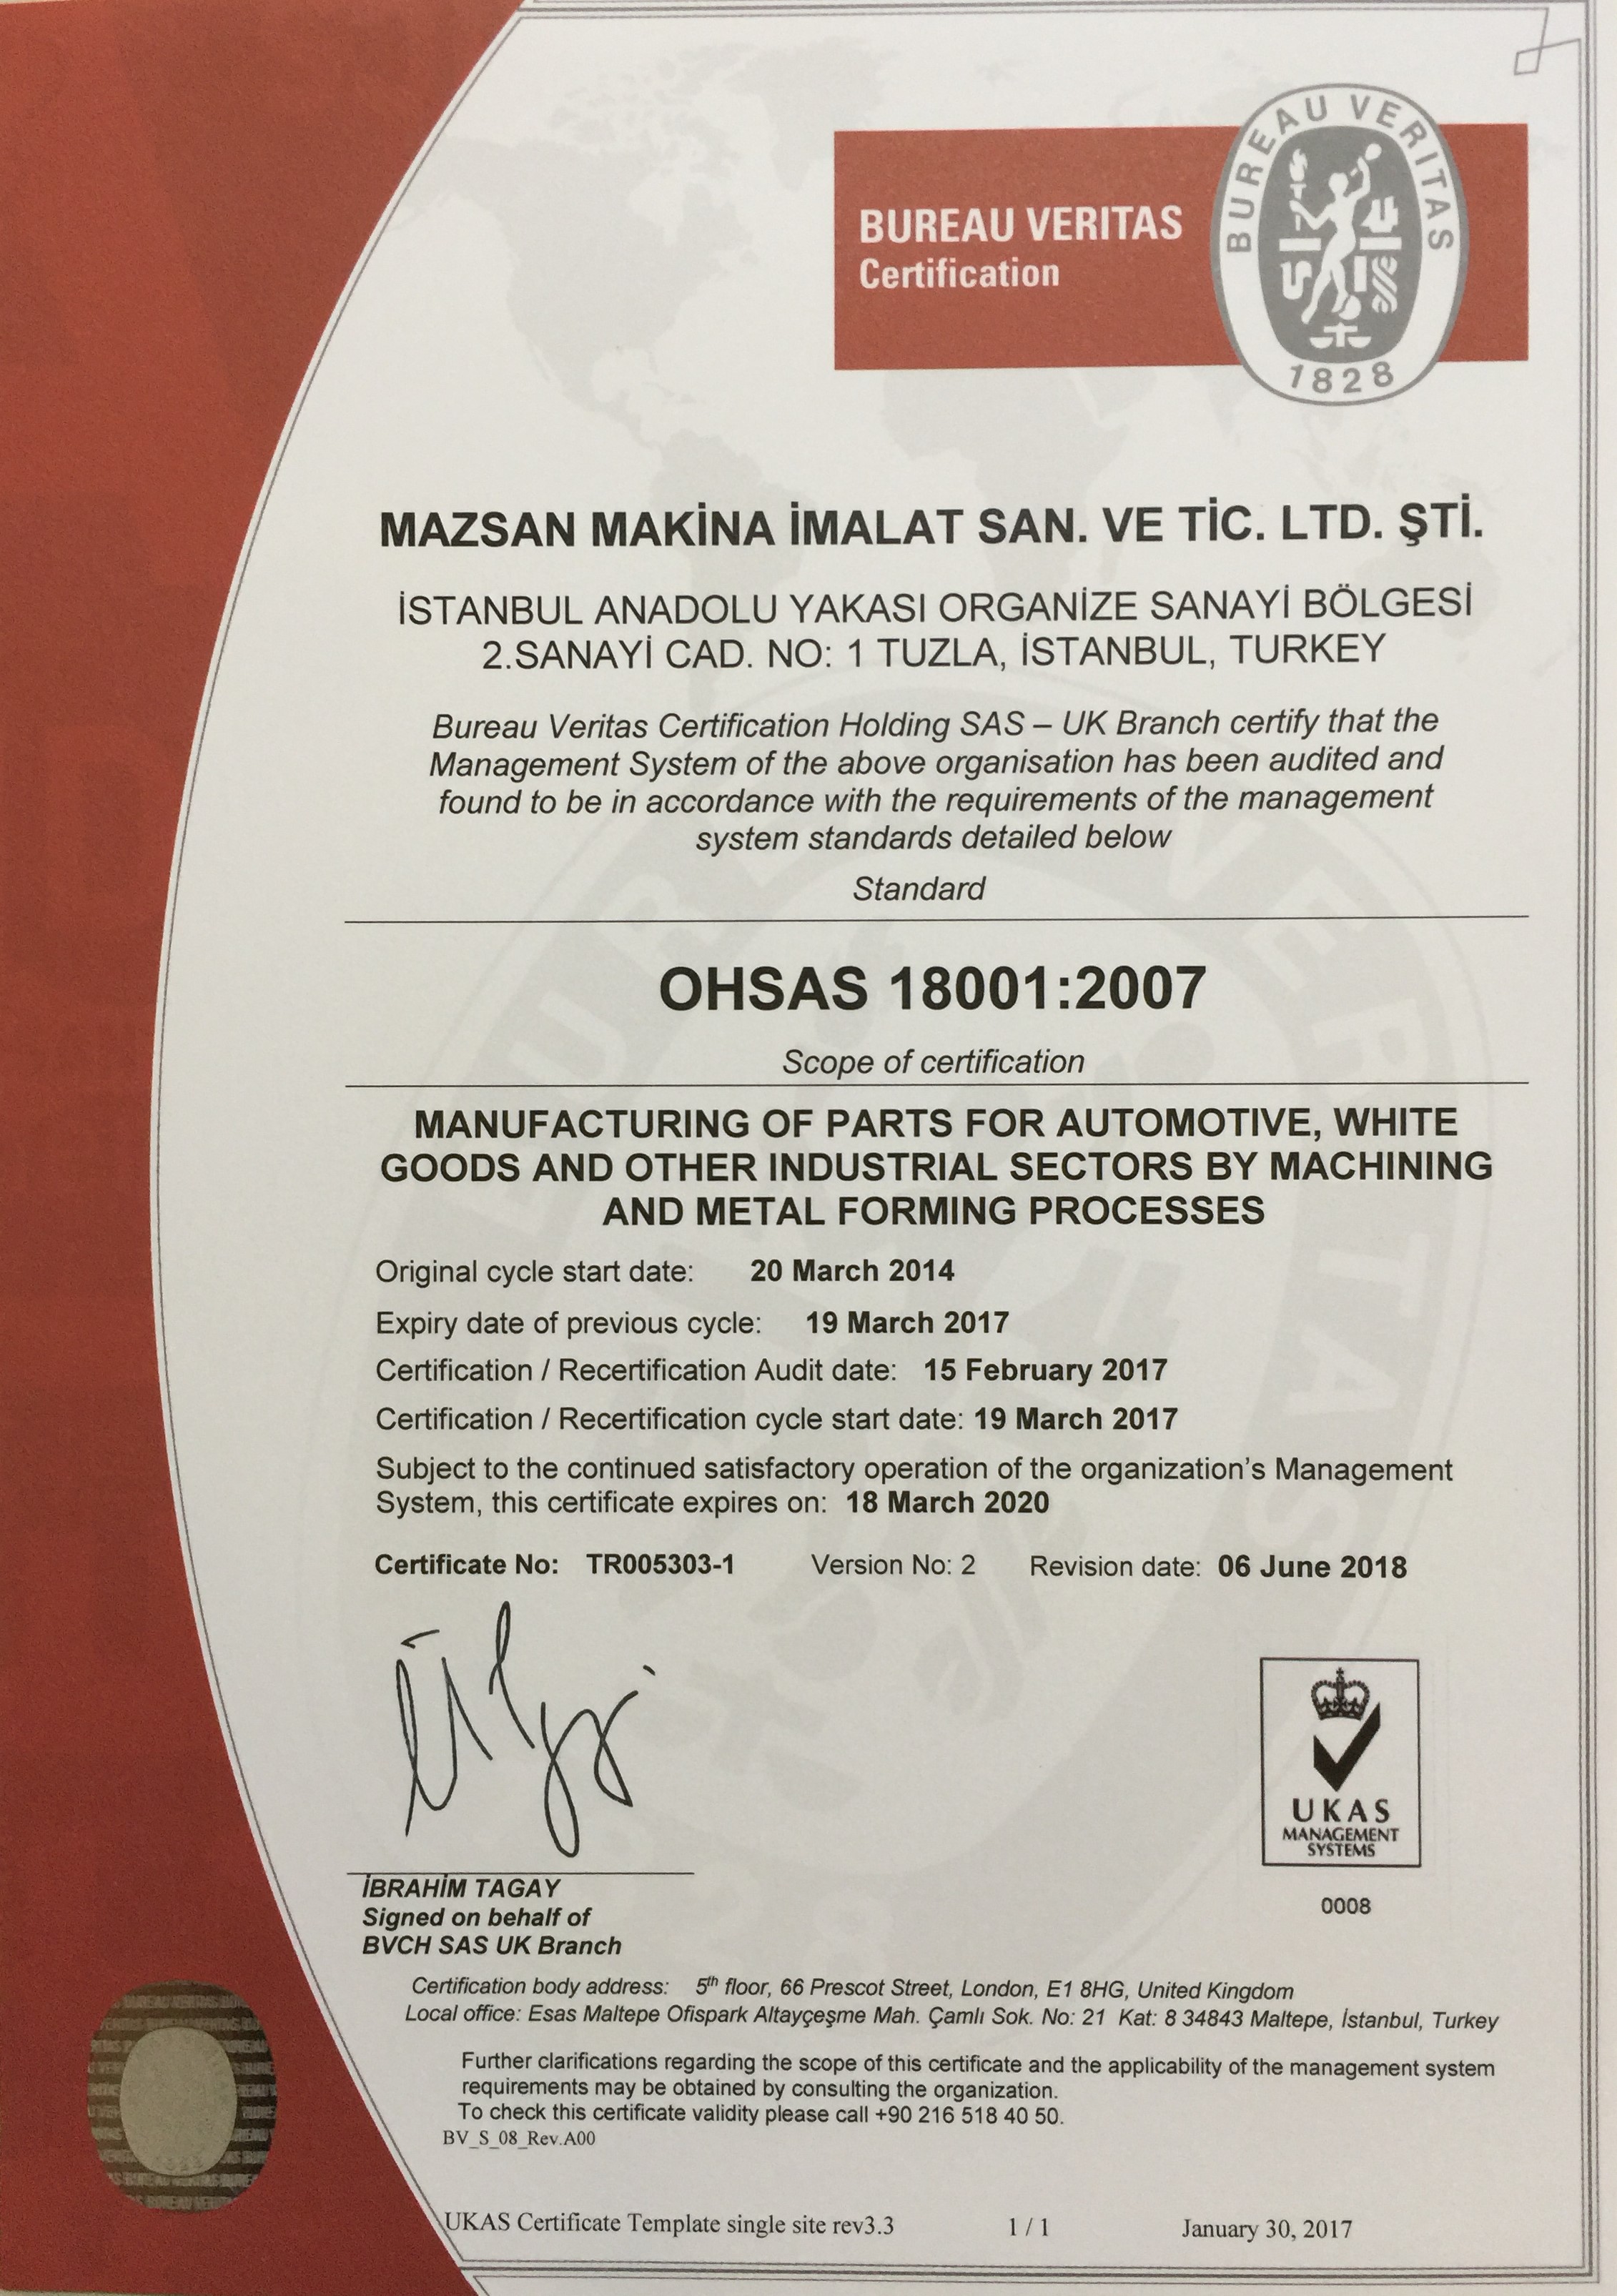 BUREAU VERITAS
Certification
BUREAU VERITAS
1828
MAZSAN MAKİNA İMALAT SAN. VE TİC. LTD. ŞTİ.
İSTANBUL ANADOLU YAKASI ORGANİZE SANAYİ BÖLGESİ
2.SANAYİ CAD. NO: 1 TUZLA, İSTANBUL, TURKEY
Bureau Veritas Certification Holding SAS – UK Branch certify that the
Management System of the above organisation has been audited and
found to be in accordance with the requirements of the management
system standards detailed below
Standard
OHSAS 18001:2007
Scope of certification
MANUFACTURING OF PARTS FOR AUTOMOTIVE, WHITE
GOODS AND OTHER INDUSTRIAL SECTORS BY MACHINING
AND METAL FORMING PROCESSES
Original cycle start date: 20 March 2014
Expiry date of previous cycle: 19 March 2017
Certification / Recertification Audit date: 15 February 2017
Certification / Recertification cycle start date: 19 March 2017
Subject to the continued satisfactory operation of the organization's Management
System, this certificate expires on: 18 March 2020
Certificate No: TR005303-1 Version No: 2 Revision date: 06 June 2018
UKAS
MANAGEMENT
SYSTEMS
0008
İBRAHİM TAGAY
Signed on behalf of
BVCH SAS UK Branch
Certification body address: 5th floor, 66 Prescot Street, London, E1 8HG, United Kingdom
Local office: Esas Maltepe Ofispark Altayçeşme Mah. Çamlı Sok. No: 21 Kat: 8 34843 Maltepe, İstanbul, Turkey
Further clarifications regarding the scope of this certificate and the applicability of the management system
requirements may be obtained by consulting the organization.
To check this certificate validity please call +90 216 518 40 50.
BV_S_08_Rev.A00
UKAS Certificate Template single site rev3.3 1 / 1 January 30, 2017